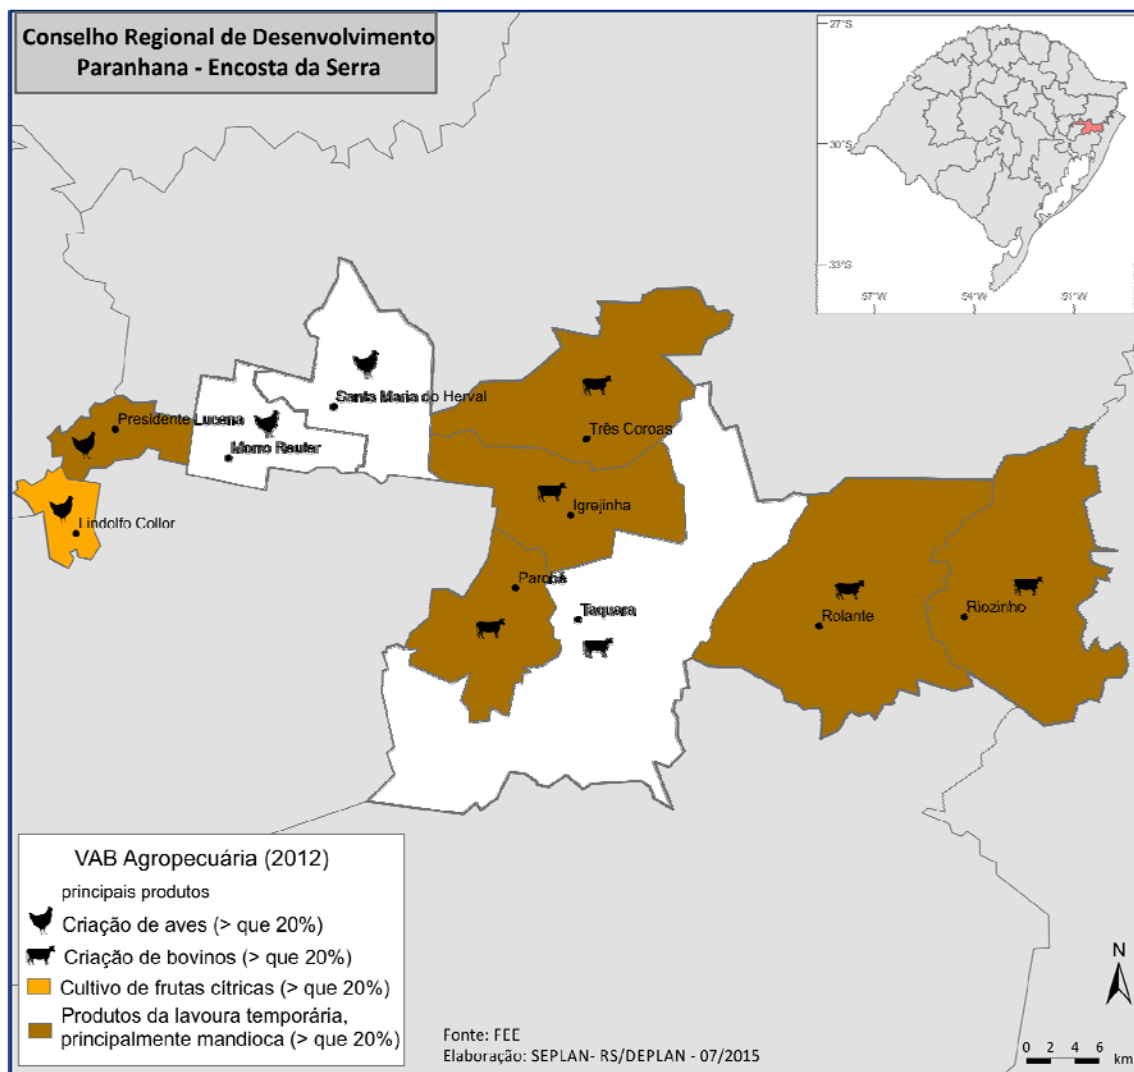 Conselho Regional de Desenvolvimento
Paranhana - Encosta da Serra
27°S
30°S
33°S
57°W
54°W
51°W
Santa Maria do Herval
Presidente Lucena
Morro Reuter
Três Coroas
Lindolfo Collor
Igrejinha
Parobé
Taquara
Rolante
Riozinho
VAB Agropecuária (2012)
principais produtos
Criação de aves (> que 20%)
Criação de bovinos (> que 20%)
Cultivo de frutas cítricas (> que 20%)
Produtos da lavoura temporária,
principalmente mandioca (> que 20%)
Fonte: FEE
Elaboração: SEPLAN- RS/DEPLAN - 07/2015
N
0 2 4 6
km